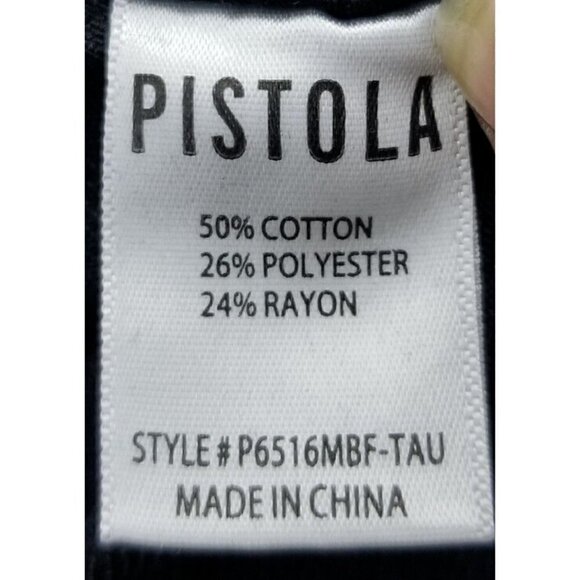 PISTOLA
50% COTTON
26% POLYESTER
24% RAYON
STYLE # P6516MBF-TAU
MADE IN CHINA